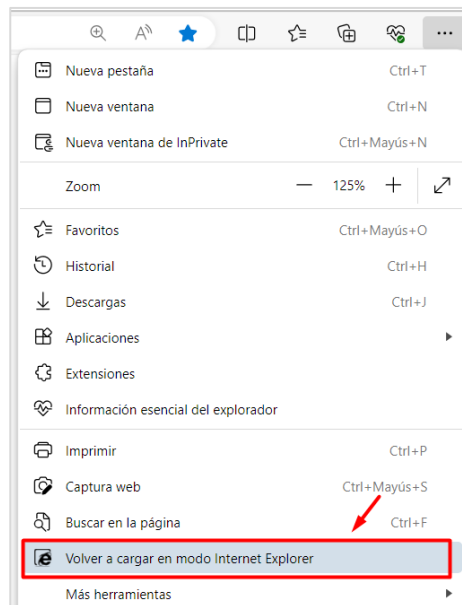 Nueva pestaña Ctrl+T
Nueva ventana Ctrl+N
Nueva ventana de InPrivate Ctrl+Mayús+N
Zoom — 125% +
Favoritos Ctrl+Mayús+O
Historial Ctrl+H
Descargas Ctrl+J
Aplicaciones
Extensiones
Información esencial del explorador
Imprimir Ctrl+P
Captura web Ctrl+Mayús+S
Buscar en la página Ctrl+F
Volver a cargar en modo Internet Explorer
Más herramientas